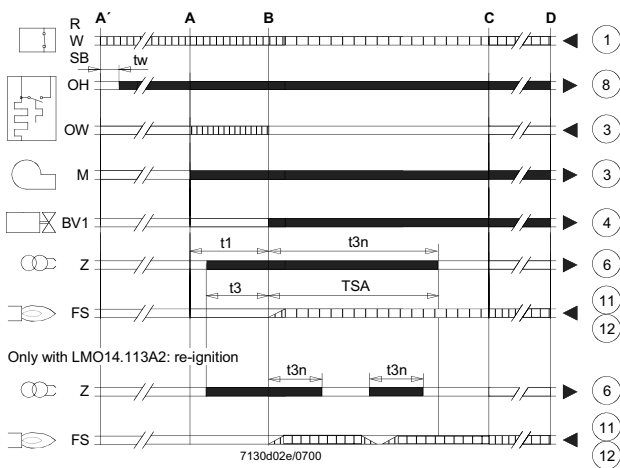 A´ A B C D
R
W 1
SB tw
OH 8
OW 3
M 3
BV1 4
t1 t3n
Z 6
t3 TSA
FS 11
12
Only with LMO14.113A2: re-ignition
t3n t3n
Z 6
FS 11
12
7130d02e/0700